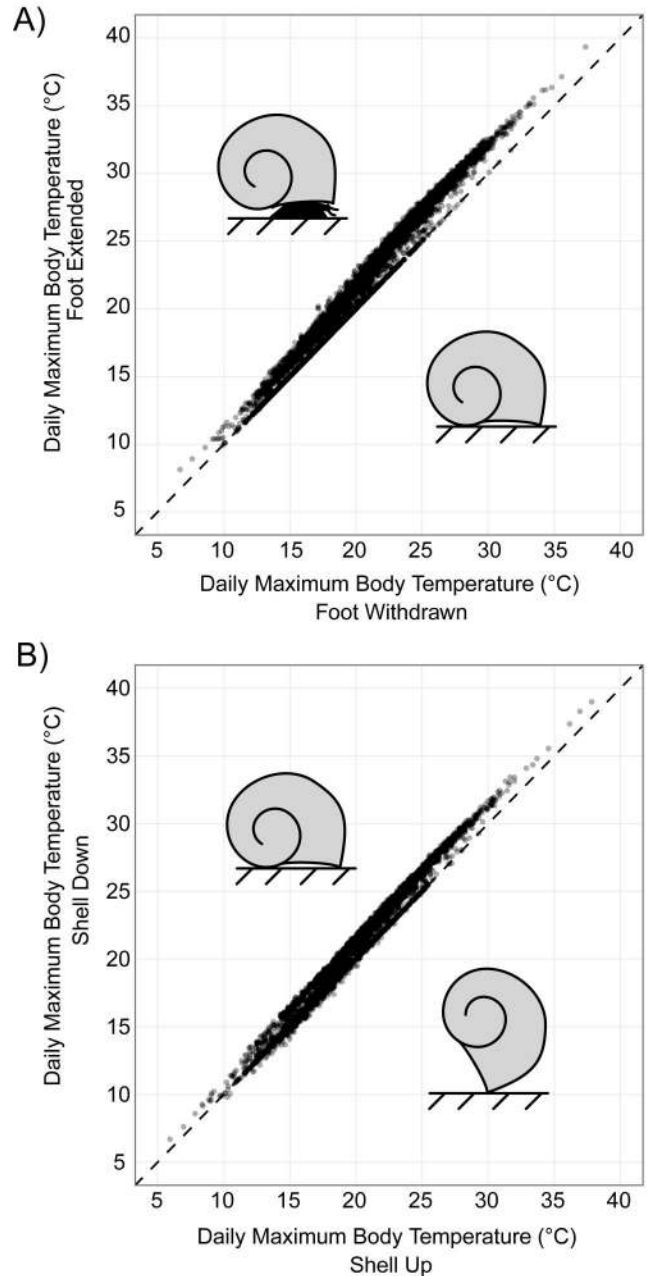 A)
Daily Maximum Body Temperature (°C)
Foot Extended
40
35
30
25
20
15
10
5
5 10 15 20 25 30 35 40
Daily Maximum Body Temperature (°C)
Foot Withdrawn
B)
Daily Maximum Body Temperature (°C)
Shell Down
40
35
30
25
20
15
10
5
5 10 15 20 25 30 35 40
Daily Maximum Body Temperature (°C)
Shell Up